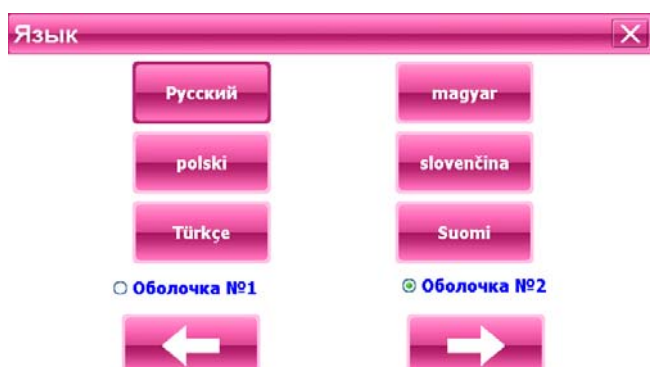 Язык
Русский magyar
polski slovenčina
Türkçe Suomi
Оболочка №1 Оболочка №2